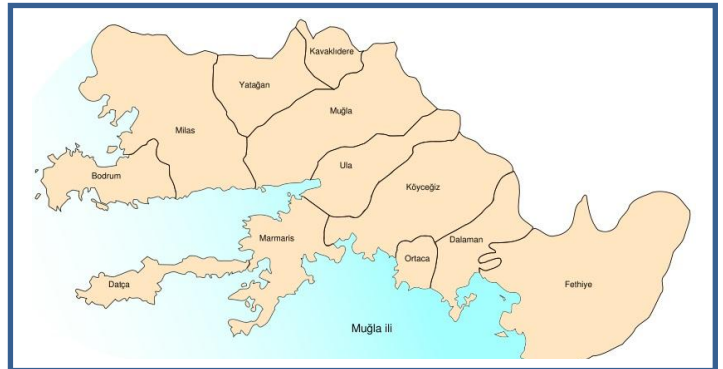 Kavaklıdere
Yatağan
Muğla
Milas
Ula
Bodrum
Köyceğiz
Marmaris
Dalaman
Ortaca
Datça
Fethiye
Muğla ili